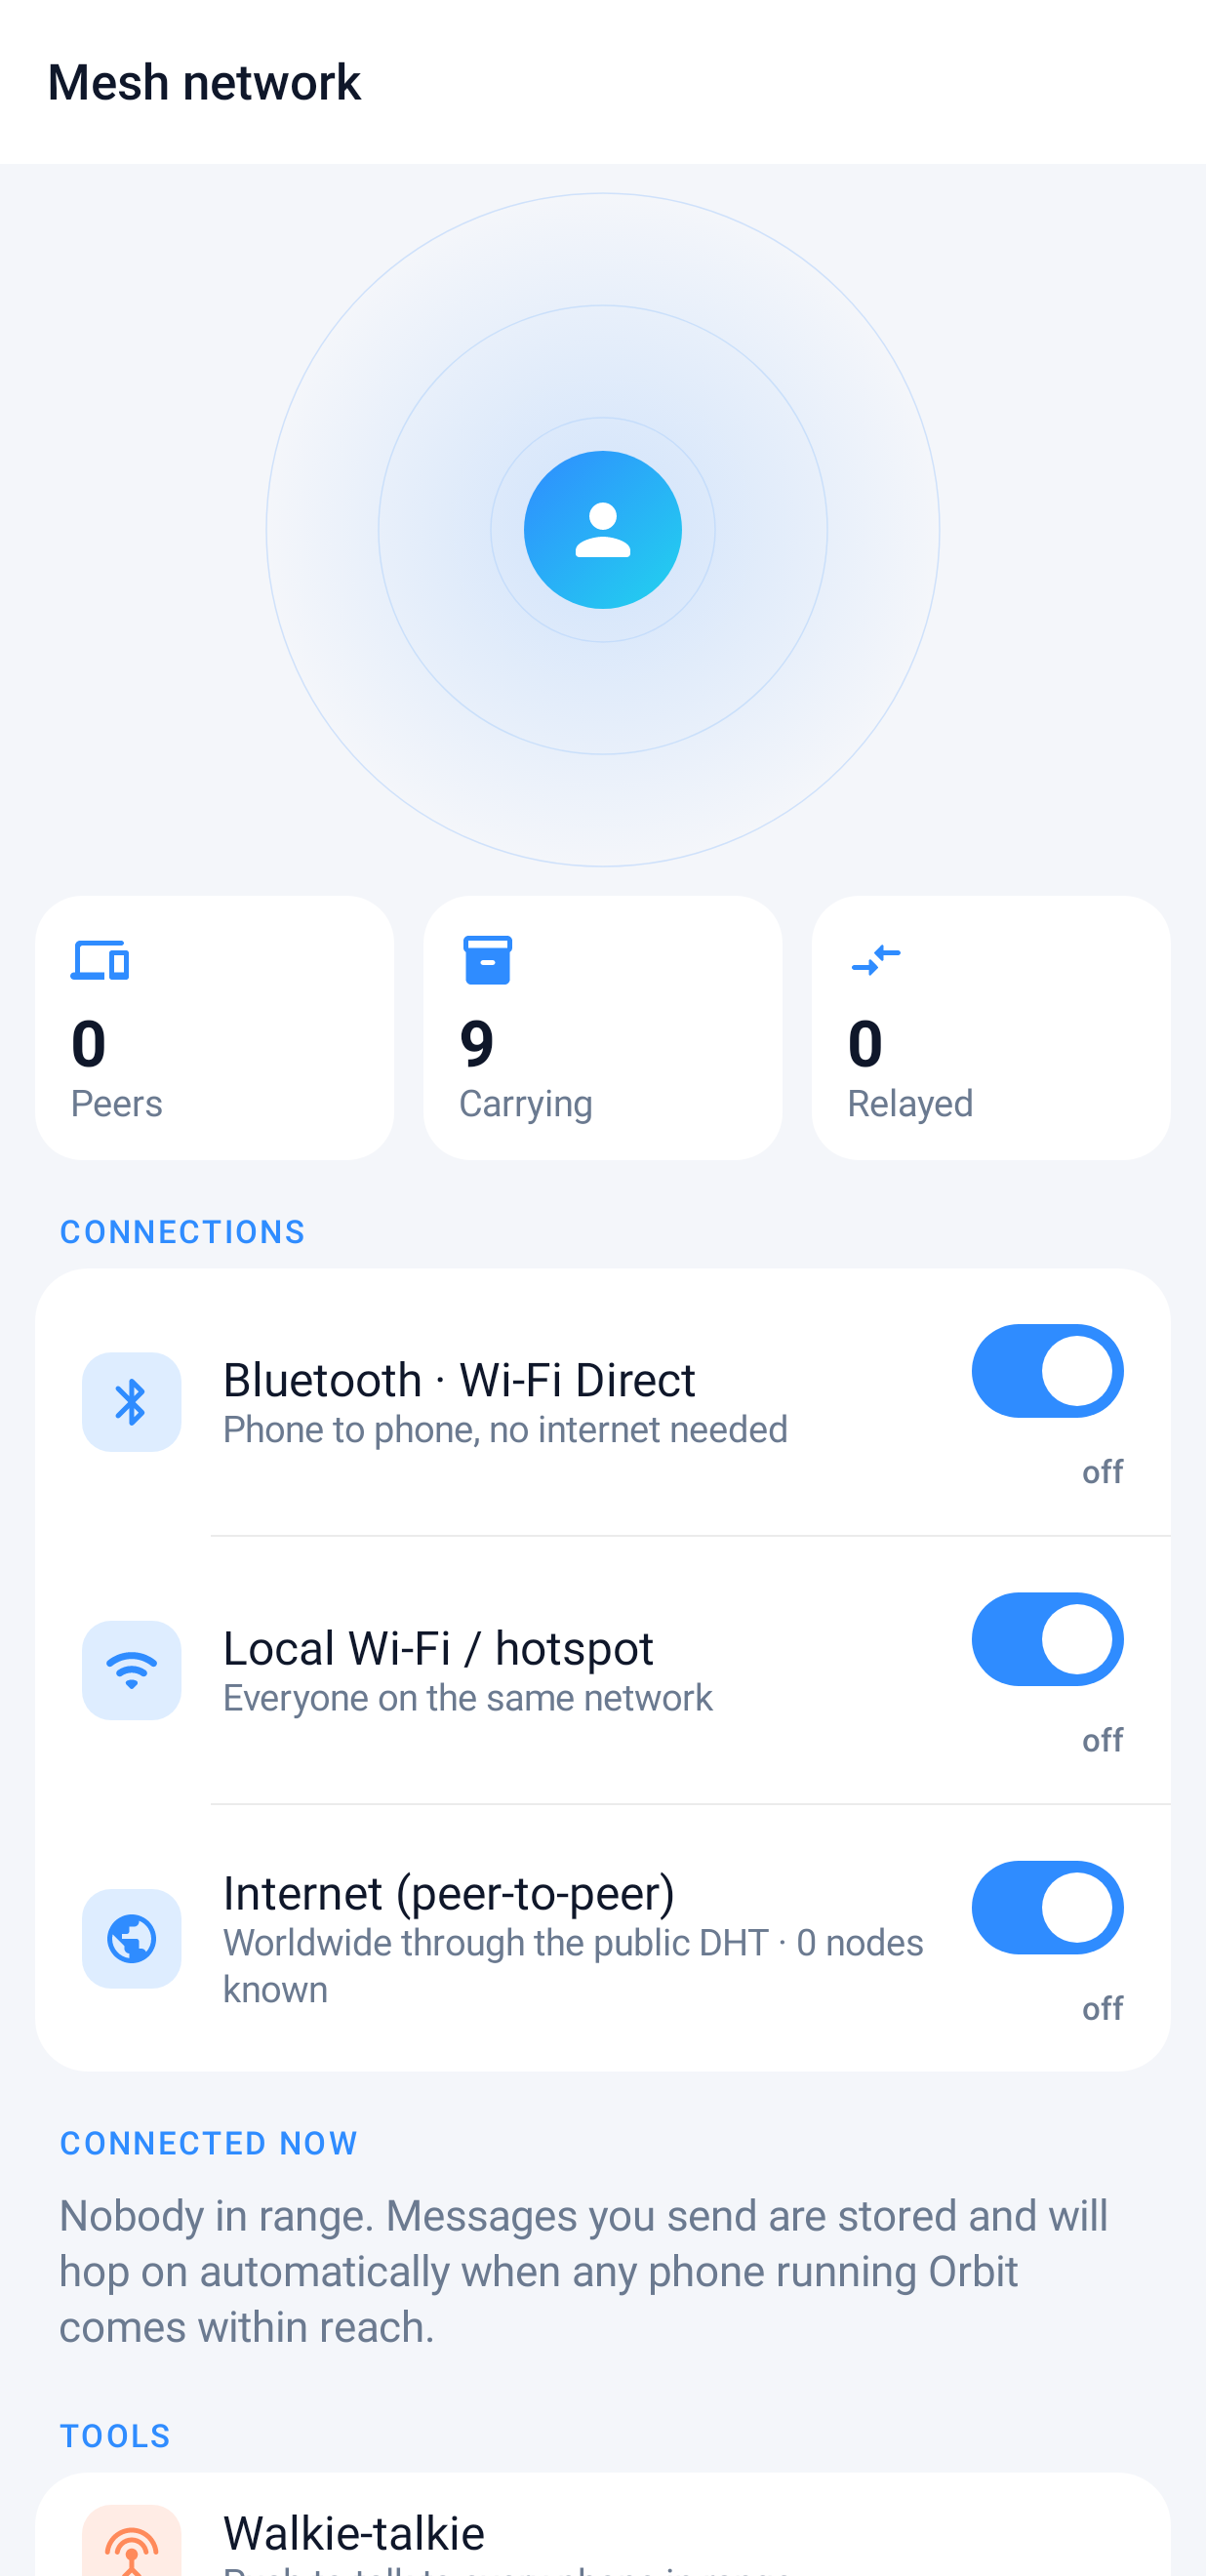 Mesh network
0
Peers
9
Carrying
0
Relayed
CONNECTIONS
Bluetooth · Wi-Fi Direct
Phone to phone, no internet needed
off
Local Wi-Fi / hotspot
Everyone on the same network
off
Internet (peer-to-peer)
Worldwide through the public DHT · 0 nodes
known
off
CONNECTED NOW
Nobody in range. Messages you send are stored and will
hop on automatically when any phone running Orbit
comes within reach.
TOOLS
Walkie-talkie